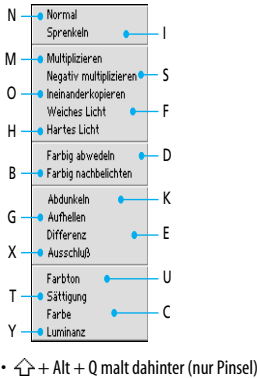 N Normal
Sprenkeln I
M Multiplizieren
Negativ multiplizieren S
O Ineinanderkopieren
Weiches Licht F
H Hartes Licht
Farbig abwedeln D
B Farbig nachbelichten
Abdunkeln K
G Aufhellen
Differenz E
X Ausschluß
Farbton U
T Sättigung
Farbe C
Y Luminanz
• ⇧ + Alt + Q malt dahinter (nur Pinsel)